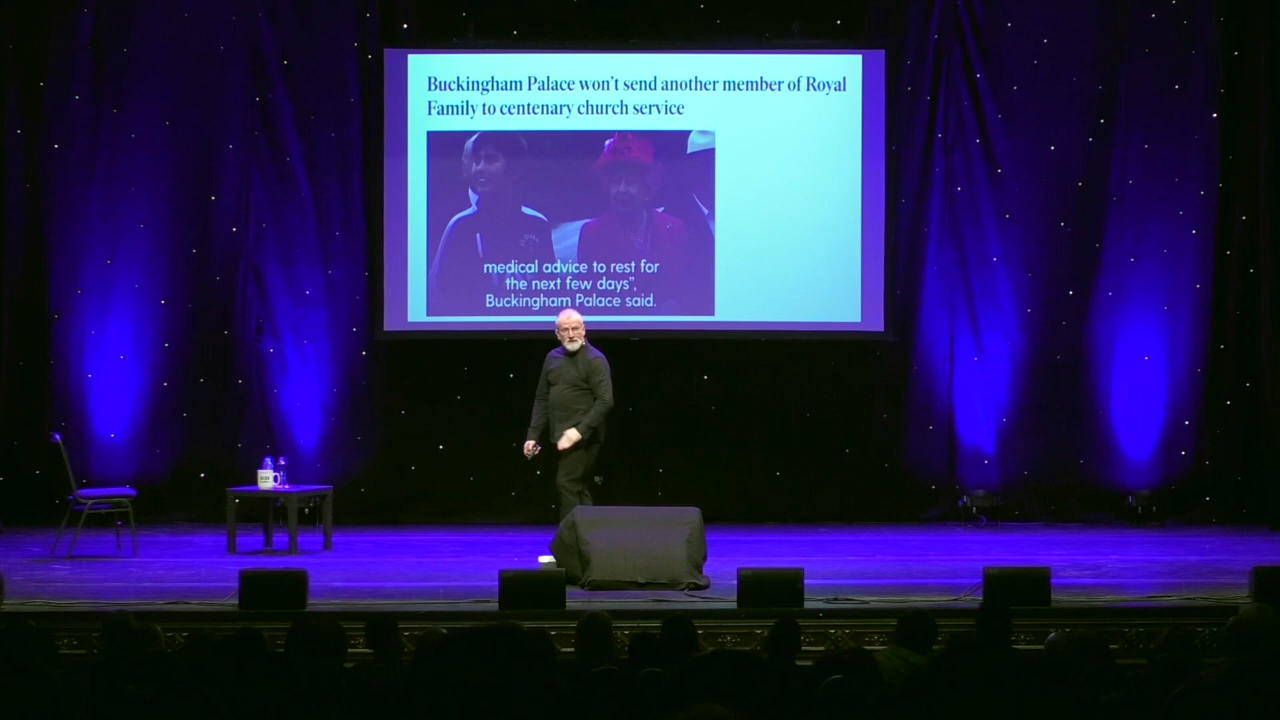 Buckingham Palace won't send another member of Royal
Family to centenary church service
medical advice to rest for
the next few days",
Buckingham Palace said.